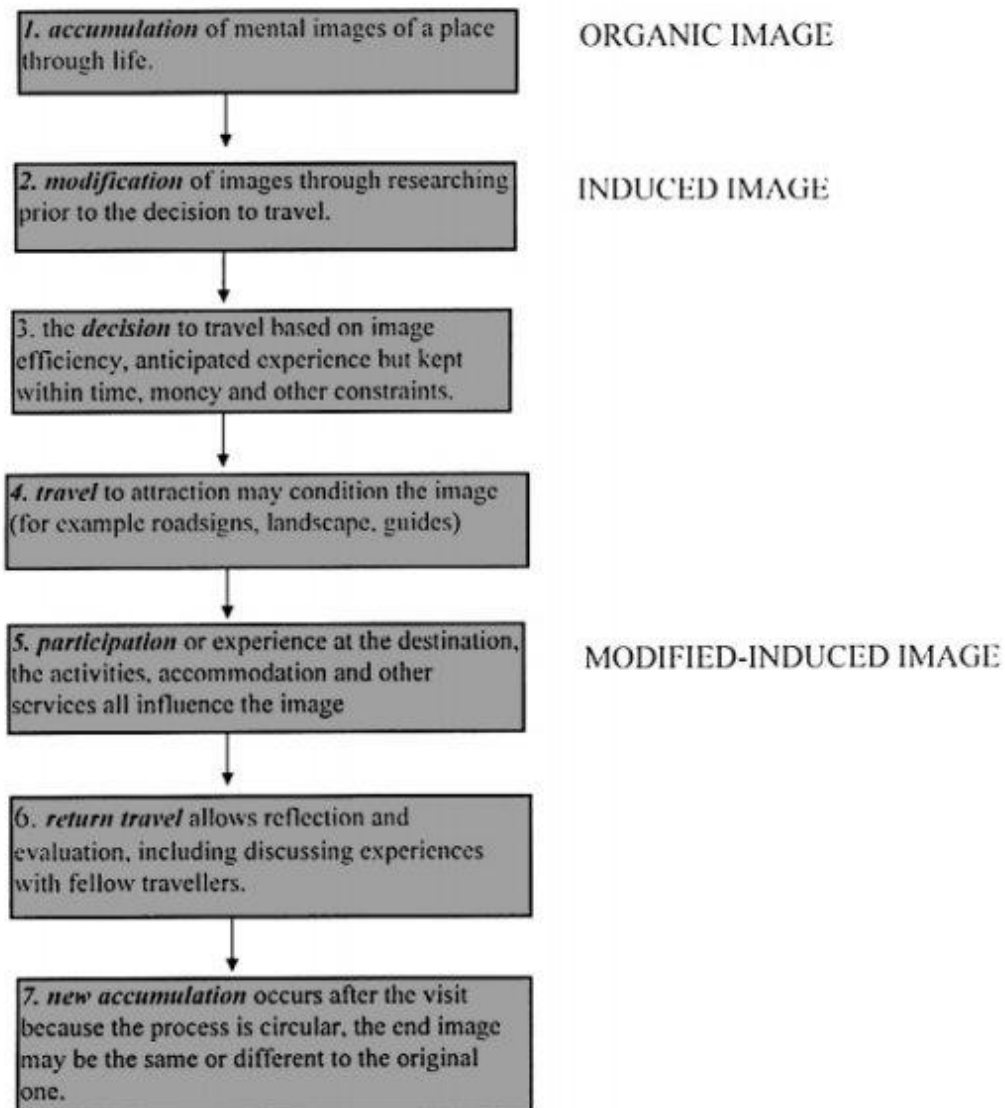 1. accumulation of mental images of a place
through life.
ORGANIC IMAGE
2. modification of images through researching
prior to the decision to travel.
INDUCED IMAGE
3. the decision to travel based on image
efficiency, anticipated experience but kept
within time, money and other constraints.
4. travel to attraction may condition the image
(for example roadsigns, landscape, guides)
5. participation or experience at the destination,
the activities, accommodation and other
services all influence the image
MODIFIED-INDUCED IMAGE
6. return travel allows reflection and
evaluation, including discussing experiences
with fellow travellers.
7. new accumulation occurs after the visit
because the process is circular, the end image
may be the same or different to the original
one.